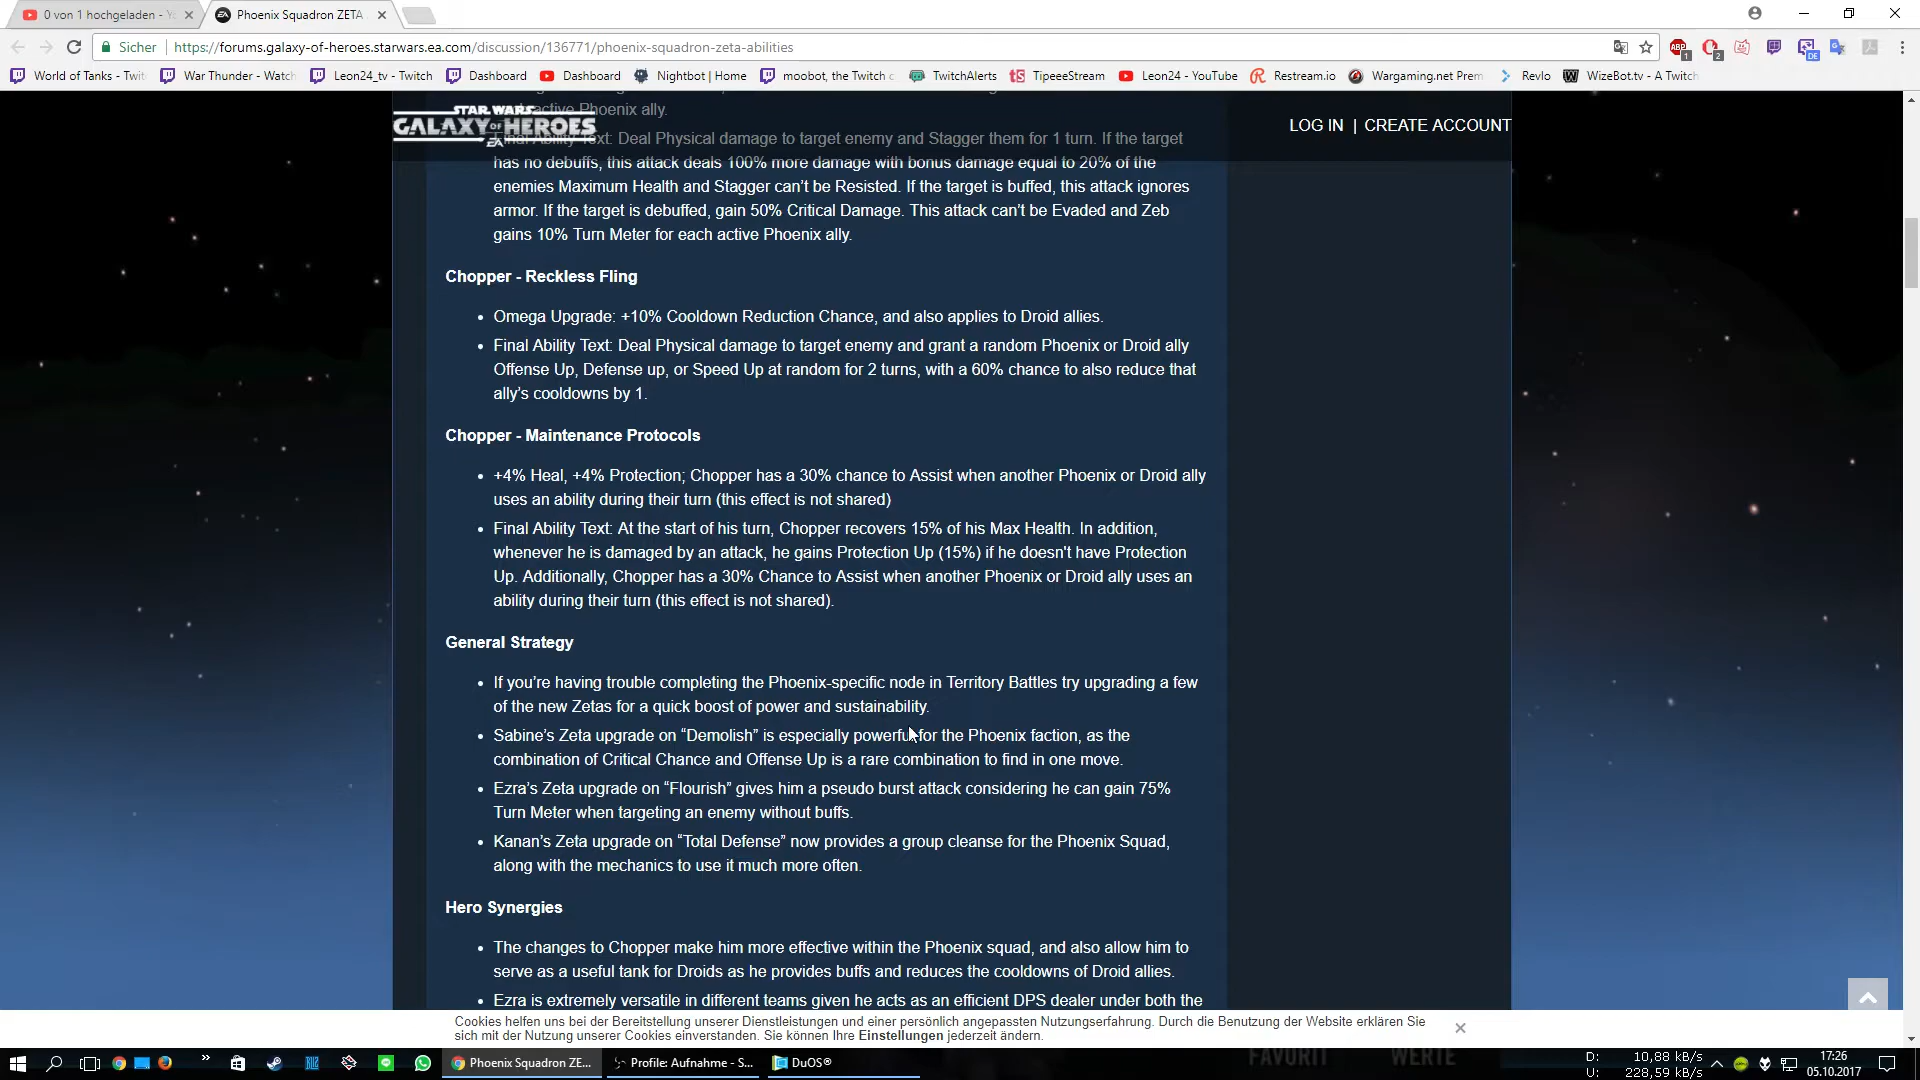 0 von 1 hochgeladen - Y
Phoenix Squadron ZETA
Sicher
https://forums.galaxy-of-heroes.starwars.ea.com/discussion/136771/phoenix-squadron-zeta-abilities
World of Tanks - Twit
War Thunder - Watch
Leon24_tv - Twitch
Dashboard
Dashboard
Nightbot | Home
moobot, the Twitch c
TwitchAlerts
TipeeeStream
Leon24 - YouTube
Restream.io
Wargaming.net Prem
Revlo
WizeBot.tv - A Twitch
STAR WARS
GALAXY OF HEROES
EA
LOG IN | CREATE ACCOUNT
active Phoenix ally.
Final Ability Text: Deal Physical damage to target enemy and Stagger them for 1 turn. If the target
has no debuffs, this attack deals 100% more damage with bonus damage equal to 20% of the
enemies Maximum Health and Stagger can’t be Resisted. If the target is buffed, this attack ignores
armor. If the target is debuffed, gain 50% Critical Damage. This attack can’t be Evaded and Zeb
gains 10% Turn Meter for each active Phoenix ally.
Chopper - Reckless Fling
Omega Upgrade: +10% Cooldown Reduction Chance, and also applies to Droid allies.
Final Ability Text: Deal Physical damage to target enemy and grant a random Phoenix or Droid ally
Offense Up, Defense up, or Speed Up at random for 2 turns, with a 60% chance to also reduce that
ally’s cooldowns by 1.
Chopper - Maintenance Protocols
+4% Heal, +4% Protection; Chopper has a 30% chance to Assist when another Phoenix or Droid ally
uses an ability during their turn (this effect is not shared)
Final Ability Text: At the start of his turn, Chopper recovers 15% of his Max Health. In addition,
whenever he is damaged by an attack, he gains Protection Up (15%) if he doesn't have Protection
Up. Additionally, Chopper has a 30% Chance to Assist when another Phoenix or Droid ally uses an
ability during their turn (this effect is not shared).
General Strategy
If you’re having trouble completing the Phoenix-specific node in Territory Battles try upgrading a few
of the new Zetas for a quick boost of power and sustainability.
Sabine’s Zeta upgrade on “Demolish” is especially powerful for the Phoenix faction, as the
combination of Critical Chance and Offense Up is a rare combination to find in one move.
Ezra’s Zeta upgrade on “Flourish” gives him a pseudo burst attack considering he can gain 75%
Turn Meter when targeting an enemy without buffs.
Kanan’s Zeta upgrade on “Total Defense” now provides a group cleanse for the Phoenix Squad,
along with the mechanics to use it much more often.
Hero Synergies
The changes to Chopper make him more effective within the Phoenix squad, and also allow him to
serve as a useful tank for Droids as he provides buffs and reduces the cooldowns of Droid allies.
Ezra is extremely versatile in different teams given he acts as an efficient DPS dealer under both the
Cookies helfen uns bei der Bereitstellung unserer Dienstleistungen und einer persönlich angepassten Nutzungserfahrung. Durch die Benutzung der Website erklären Sie
sich mit der Nutzung unserer Cookies einverstanden. Sie können Ihre Einstellungen jederzeit ändern.
FAVORIT WERTE
Phoenix Squadron ZE...
Profile: Aufnahme - S...
DuOS®
D: 10,88 kB/s
U: 228,59 kB/s
17:26
05.10.2017